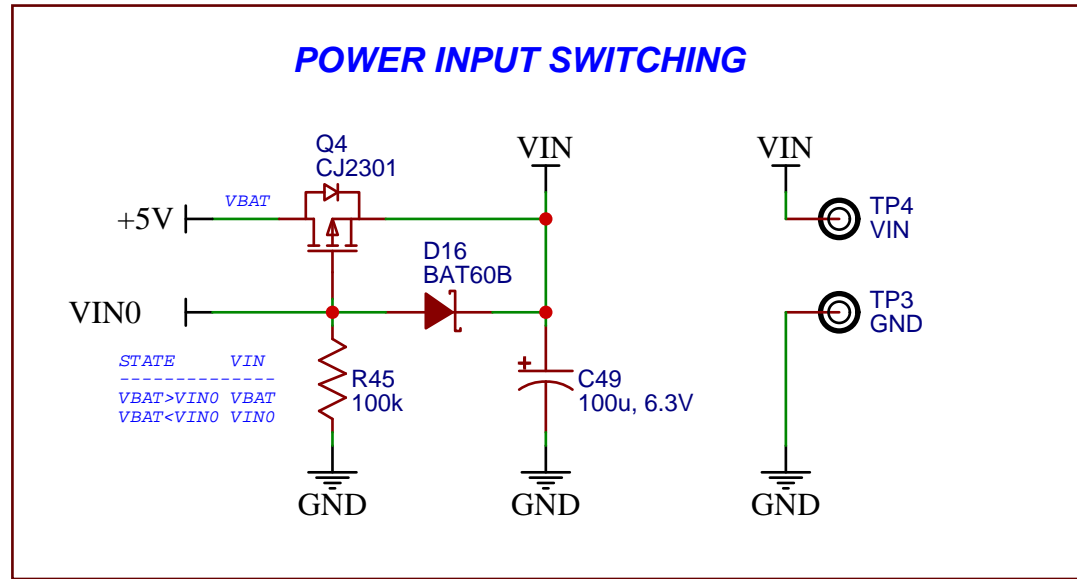 POWER INPUT SWITCHING
Q4
CJ2301
VIN
VIN
VBAT
+5V
TP4
VIN
D16
BAT60B
VIN0
TP3
GND
STATE VIN
--------------
VBAT>VIN0 VBAT
VBAT<VIN0 VIN0
R45
100k
+
C49
100u, 6.3V
GND
GND
GND